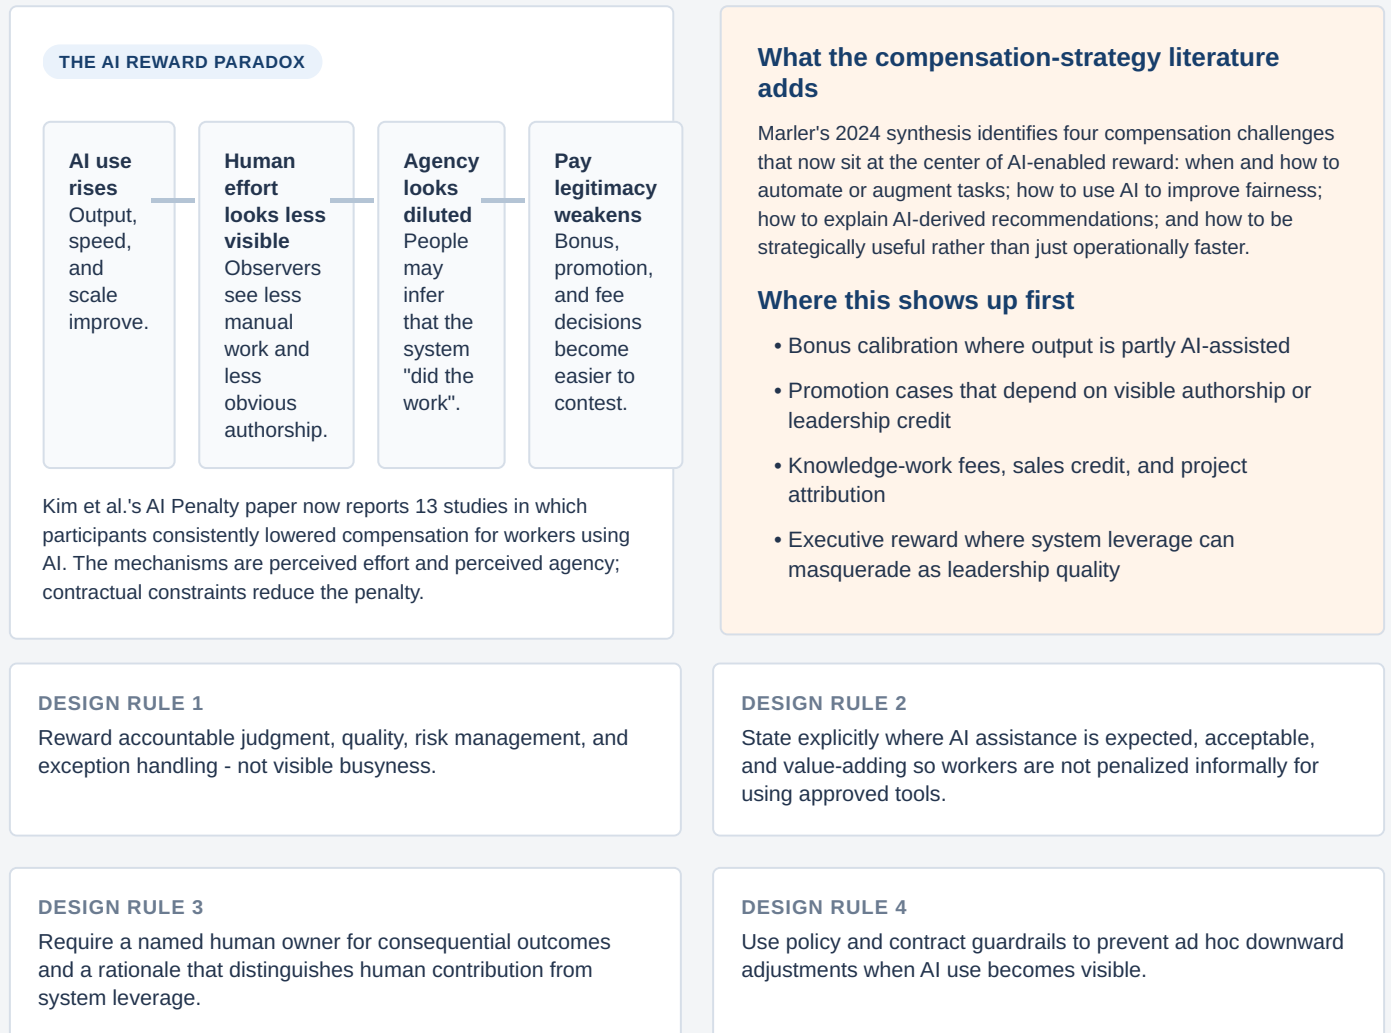 THE AI REWARD PARADOX
AI use
rises
Output,
speed,
and
scale
improve.
Human
effort
looks less
visible
Observers
see less
manual
work and
less
obvious
authorship.
Agency
looks
diluted
People
may
infer
that the
system
"did the
work".
Pay
legitimacy
weakens
Bonus,
promotion,
and fee
decisions
become
easier to
contest.
Kim et al.'s AI Penalty paper now reports 13 studies in which
participants consistently lowered compensation for workers using
AI. The mechanisms are perceived effort and perceived agency;
contractual constraints reduce the penalty.
What the compensation-strategy literature
adds
Marler's 2024 synthesis identifies four compensation challenges
that now sit at the center of AI-enabled reward: when and how to
automate or augment tasks; how to use AI to improve fairness;
how to explain AI-derived recommendations; and how to be
strategically useful rather than just operationally faster.
Where this shows up first
• Bonus calibration where output is partly AI-assisted
• Promotion cases that depend on visible authorship or
leadership credit
• Knowledge-work fees, sales credit, and project
attribution
• Executive reward where system leverage can
masquerade as leadership quality
DESIGN RULE 1
Reward accountable judgment, quality, risk management, and
exception handling - not visible busyness.
DESIGN RULE 2
State explicitly where AI assistance is expected, acceptable,
and value-adding so workers are not penalized informally for
using approved tools.
DESIGN RULE 3
Require a named human owner for consequential outcomes
and a rationale that distinguishes human contribution from
system leverage.
DESIGN RULE 4
Use policy and contract guardrails to prevent ad hoc downward
adjustments when AI use becomes visible.